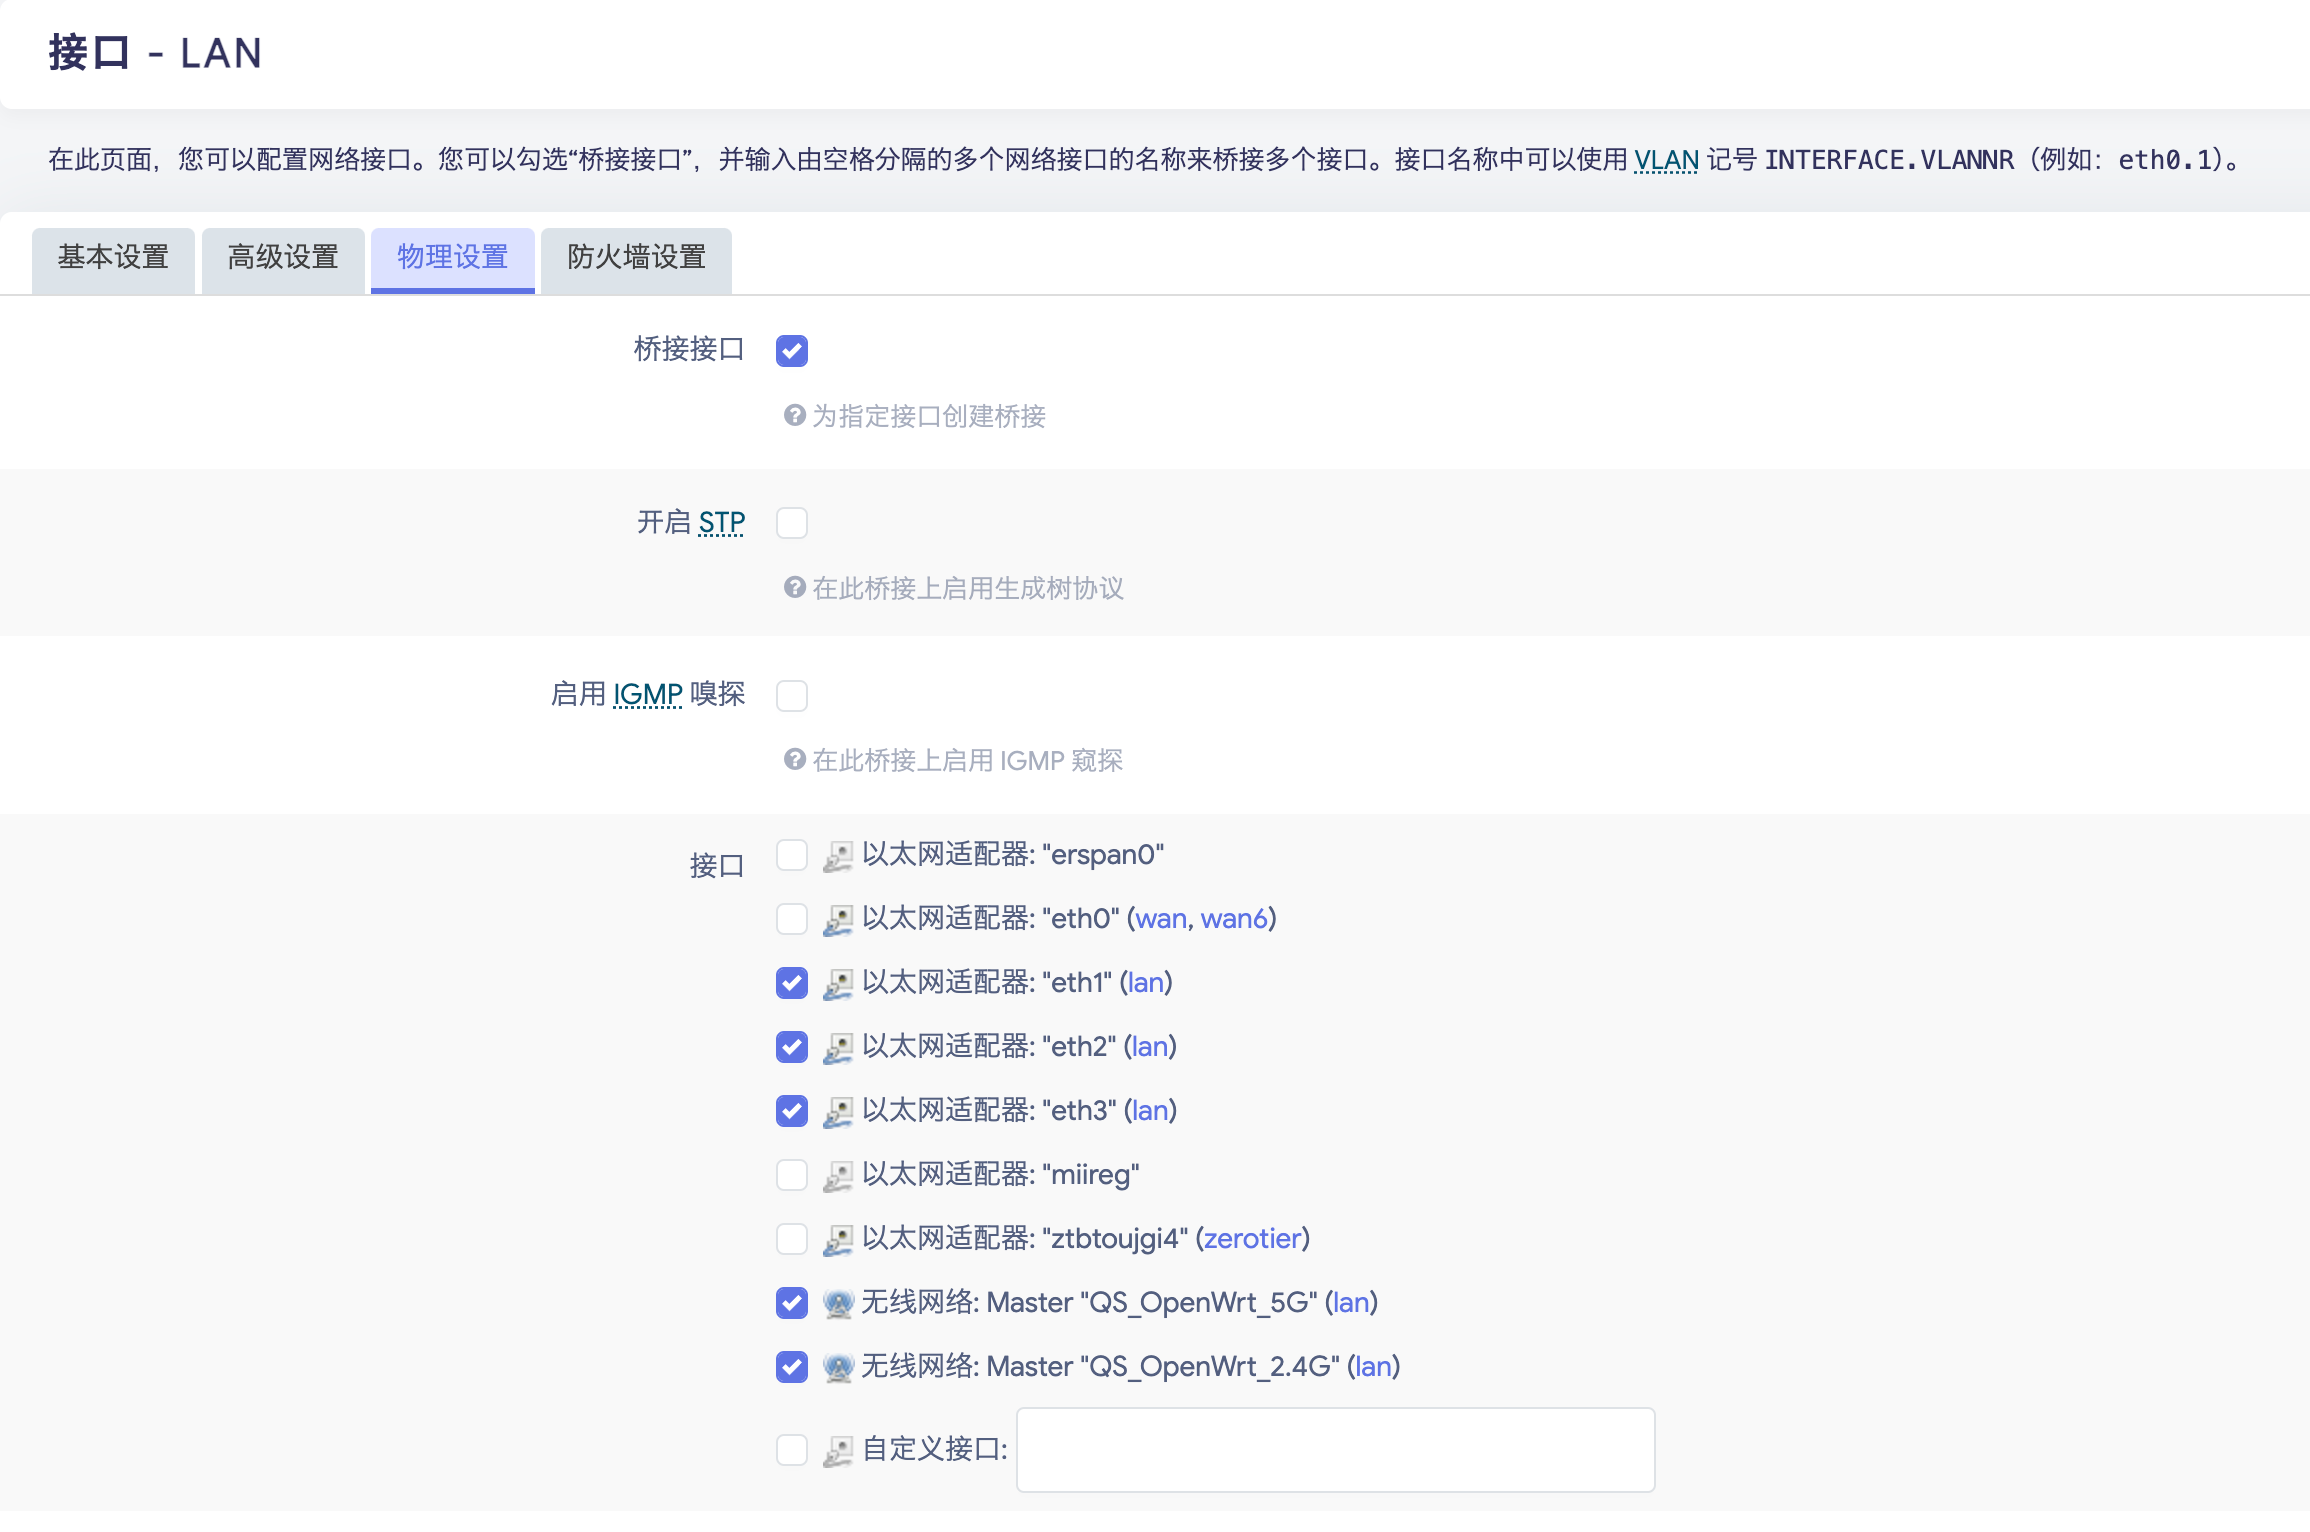 接口 - LAN
在此页面，您可以配置网络接口。您可以勾选“桥接接口”，并输入由空格分隔的多个网络接口的名称来桥接多个接口。接口名称中可以使用 VLAN 记号 INTERFACE.VLANNR（例如：eth0.1）。
基本设置 高级设置 物理设置 防火墙设置
桥接接口
为指定接口创建桥接
开启 STP
在此桥接上启用生成树协议
启用 IGMP 嗅探
在此桥接上启用 IGMP 窥探
接口
以太网适配器: "erspan0"
以太网适配器: "eth0" (wan, wan6)
以太网适配器: "eth1" (lan)
以太网适配器: "eth2" (lan)
以太网适配器: "eth3" (lan)
以太网适配器: "miireg"
以太网适配器: "ztbtoujgi4" (zerotier)
无线网络: Master "QS_OpenWrt_5G" (lan)
无线网络: Master "QS_OpenWrt_2.4G" (lan)
自定义接口: